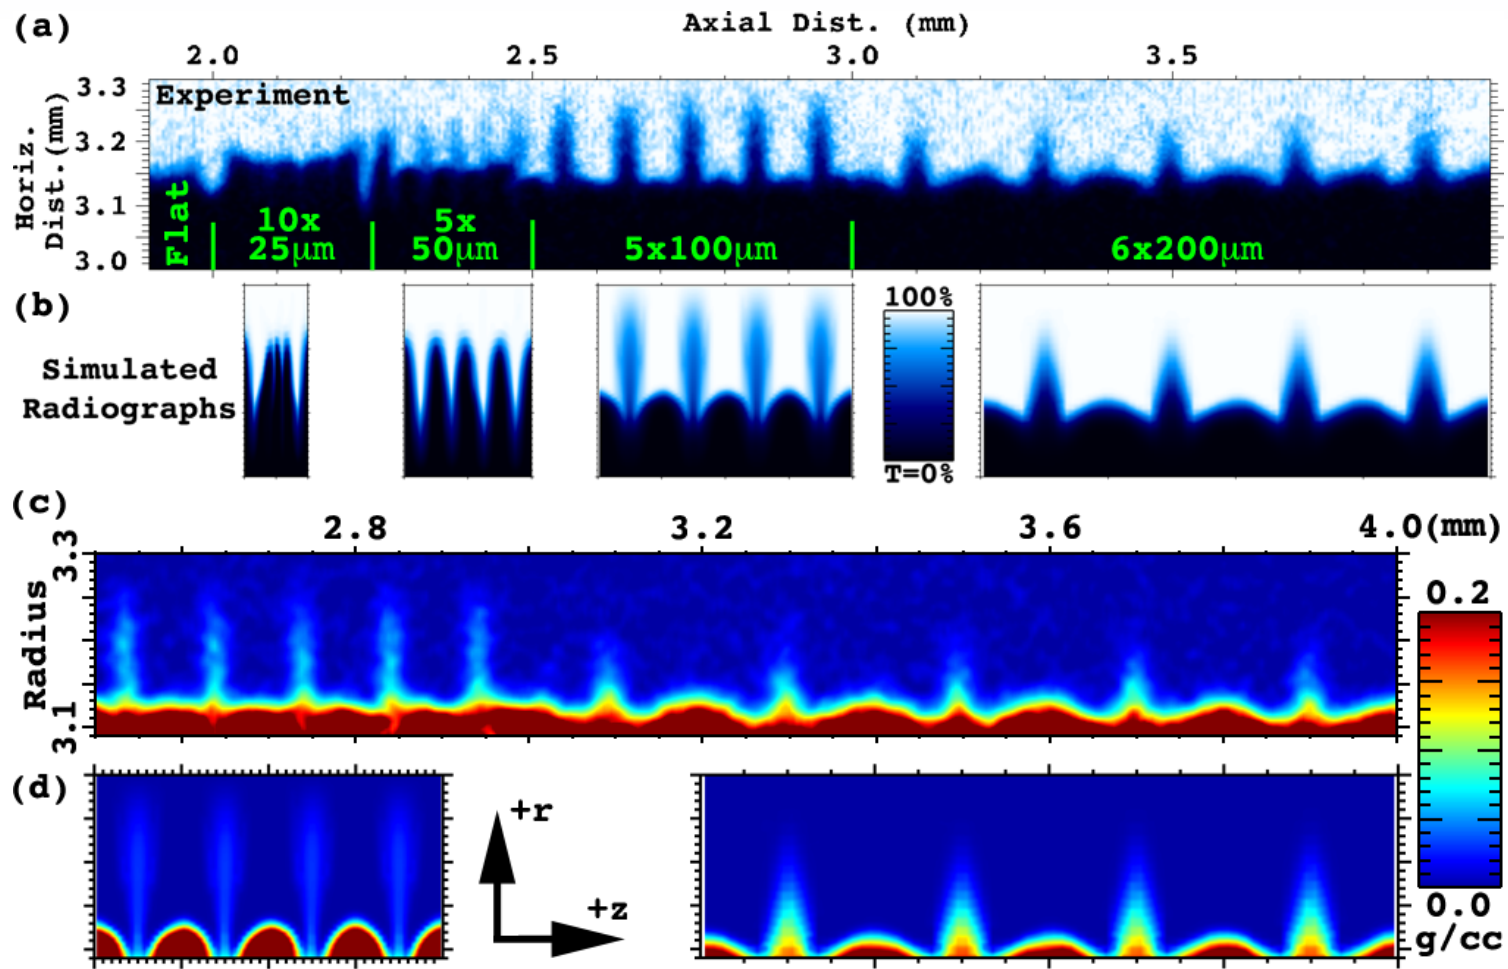 (a)
Axial Dist. (mm)
2.0 2.5 3.0 3.5
Horiz.
Dist.(mm)
3.3
3.2
3.1
3.0
Experiment
Flat
10x
25μm
5x
50μm
5x100μm
6x200μm
(b)
Simulated
Radiographs
100%
T=0%
(c)
2.8 3.2 3.6 4.0(mm)
Radius
3.3
3.1
0.2
0.0
g/cc
(d)
+r
+z